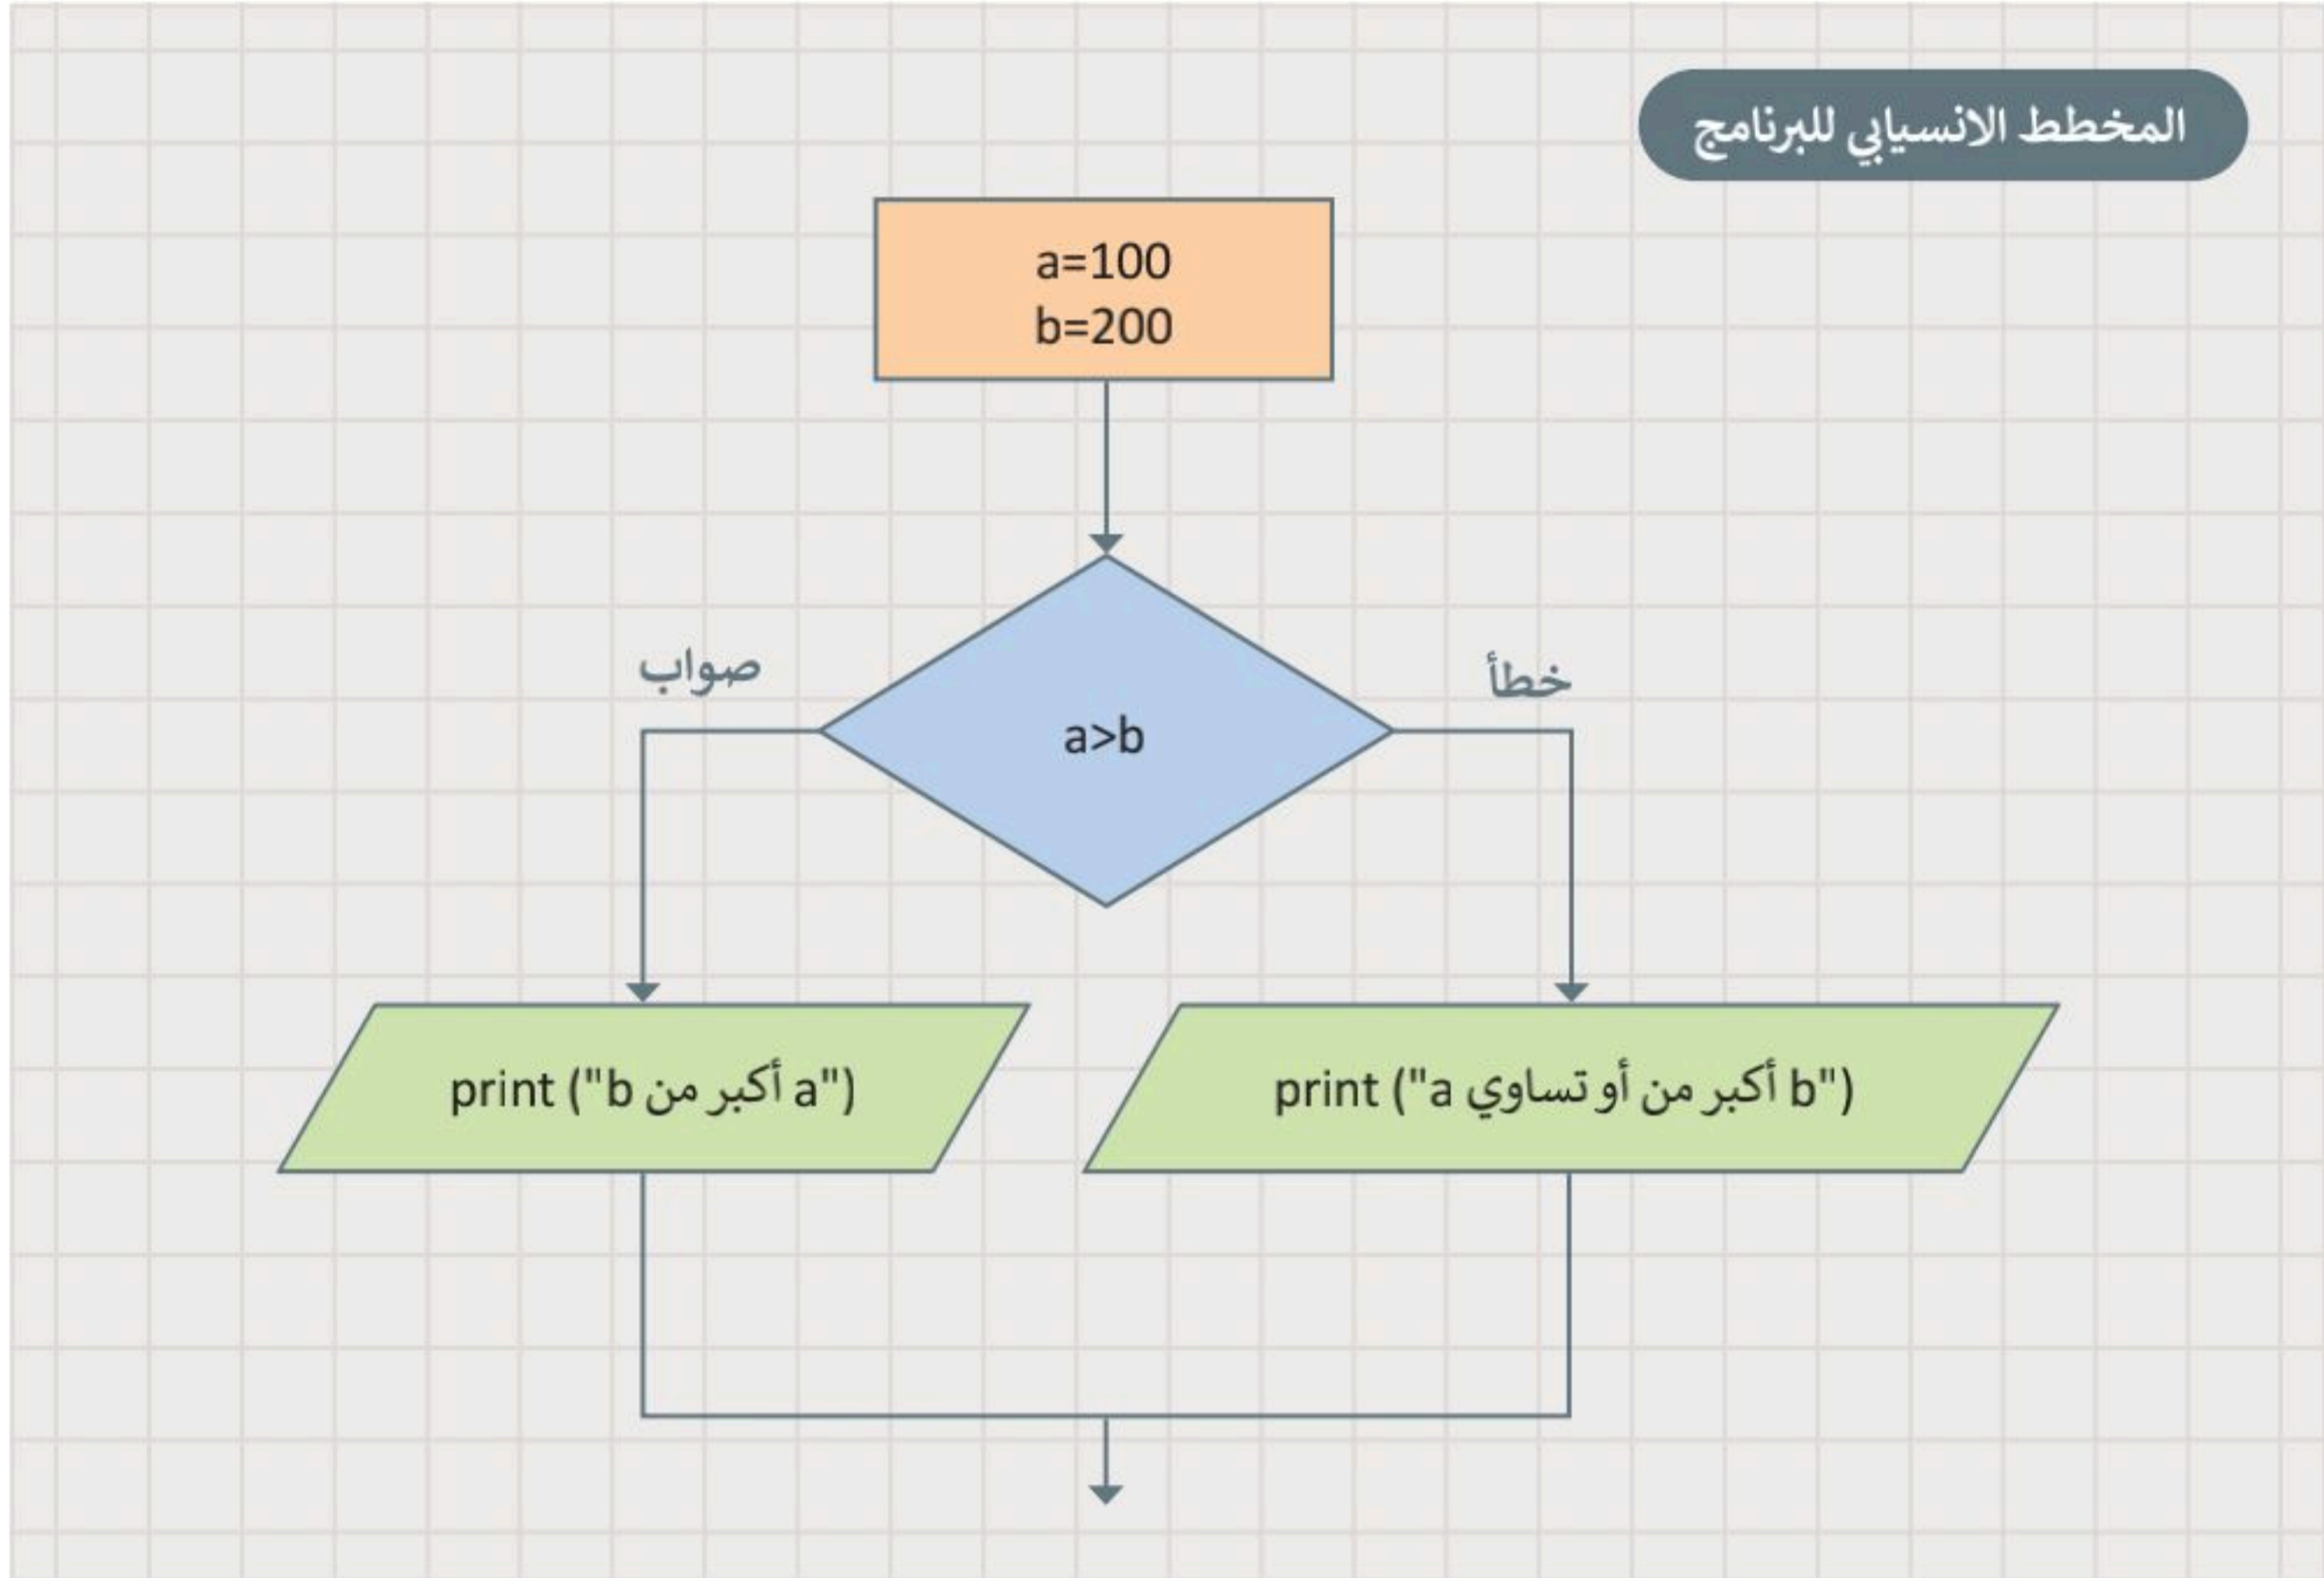 المخطط الانسيابي للبرنامج
a=100
b=200
a>b
صواب
خطأ
print ("a أكبر من b")
print ("b أكبر من أو تساوي a")